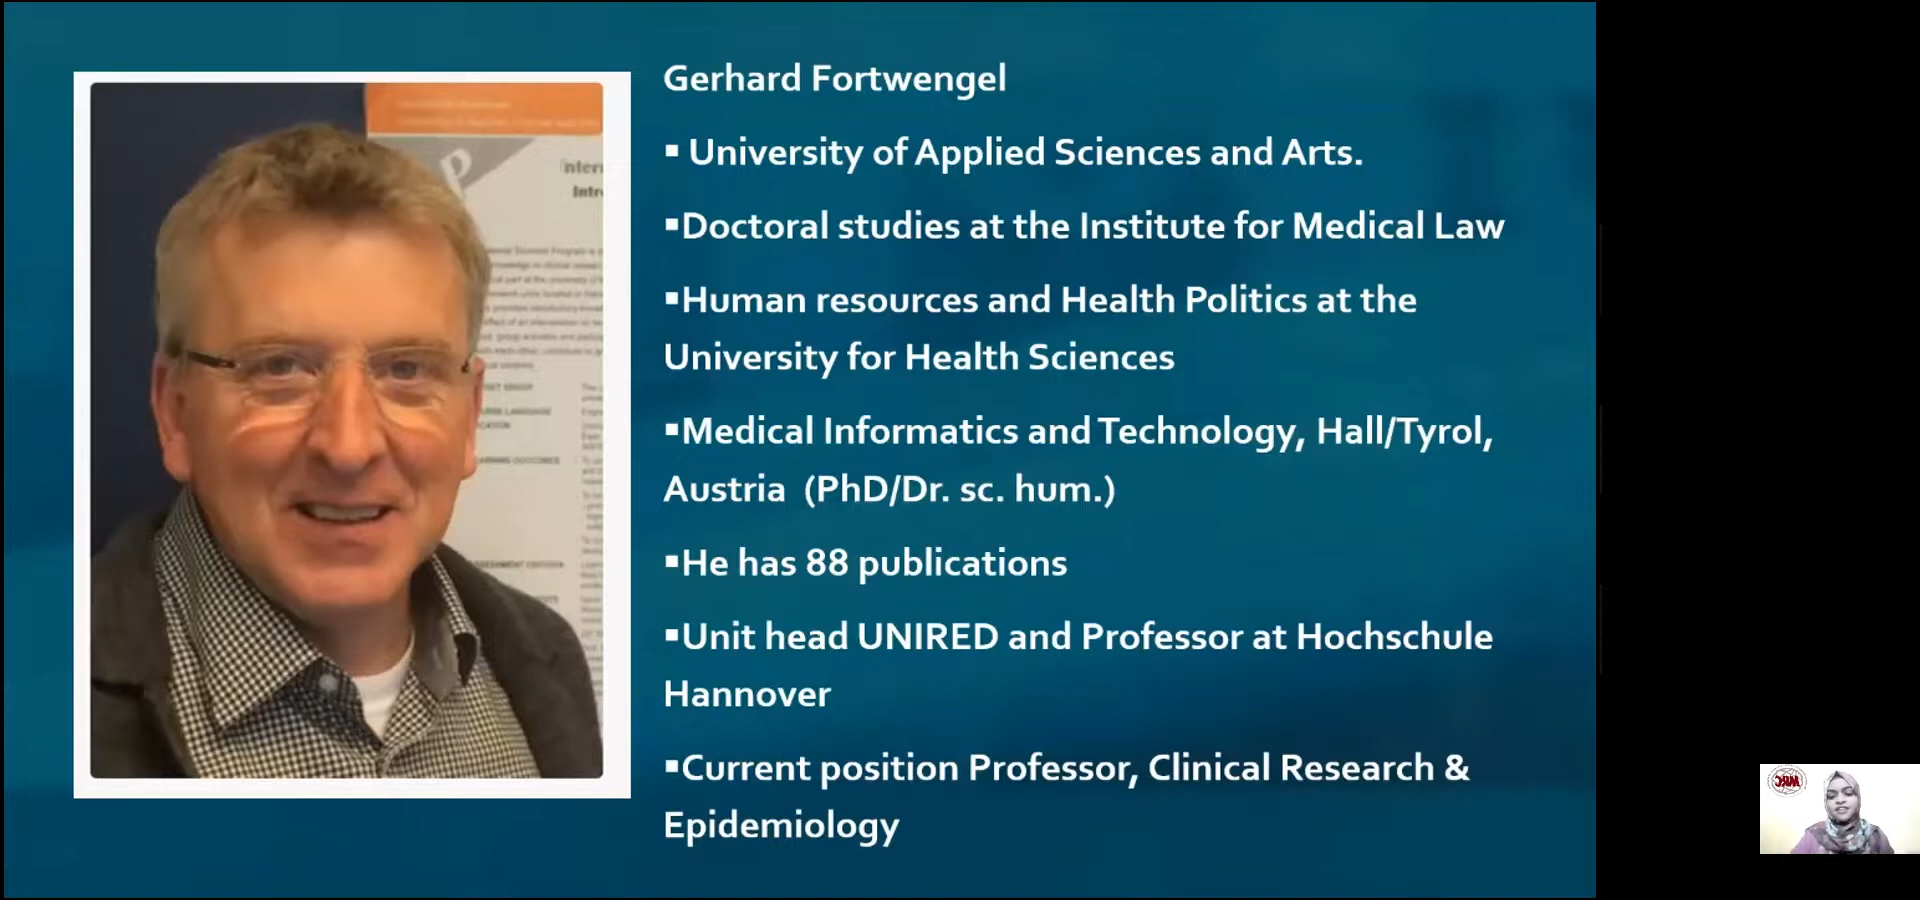 Gerhard Fortwengel
▪ University of Applied Sciences and Arts.
▪Doctoral studies at the Institute for Medical Law
▪Human resources and Health Politics at the
University for Health Sciences
▪Medical Informatics and Technology, Hall/Tyrol,
Austria (PhD/Dr. sc. hum.)
▪He has 88 publications
▪Unit head UNIRED and Professor at Hochschule
Hannover
▪Current position Professor, Clinical Research &
Epidemiology